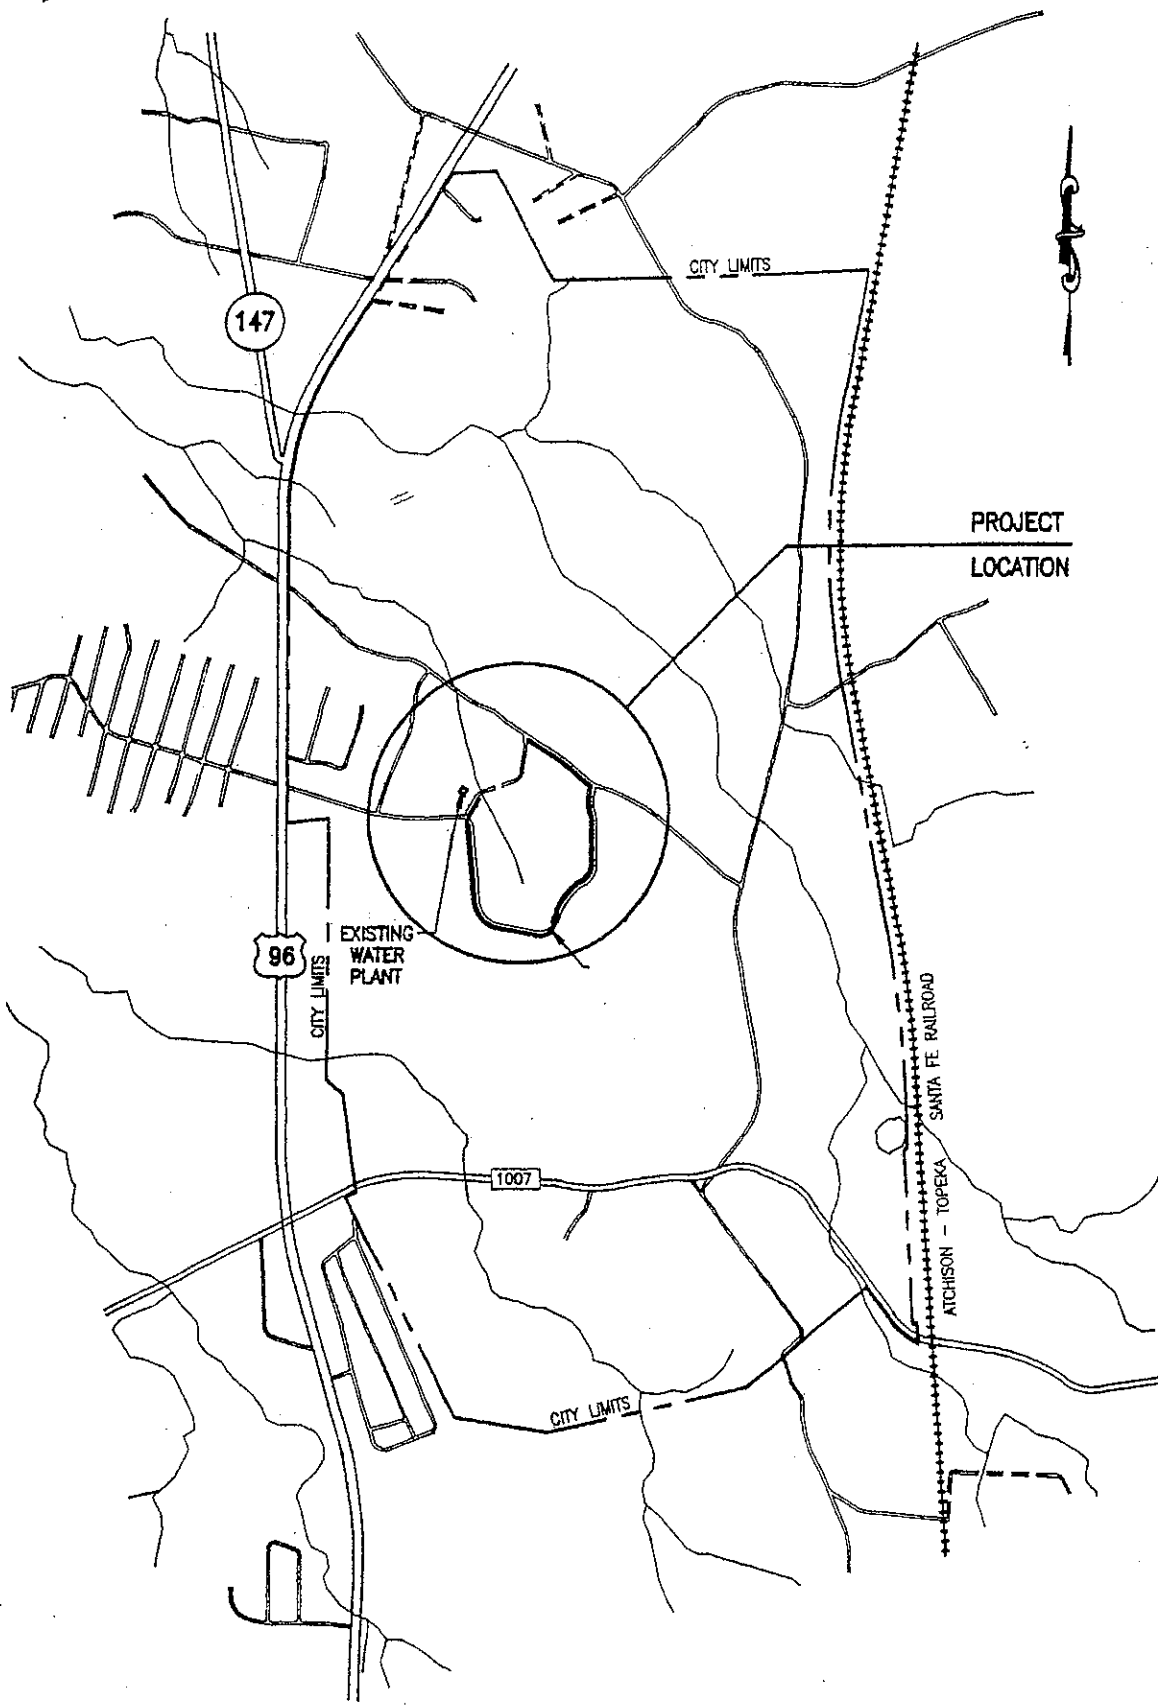 CITY LIMITS
147
PROJECT
LOCATION
EXISTING
WATER
PLANT
96
CITY LIMITS
SANTA FE RAILROAD
ATCHISON - TOPEKA
1007
CITY LIMITS